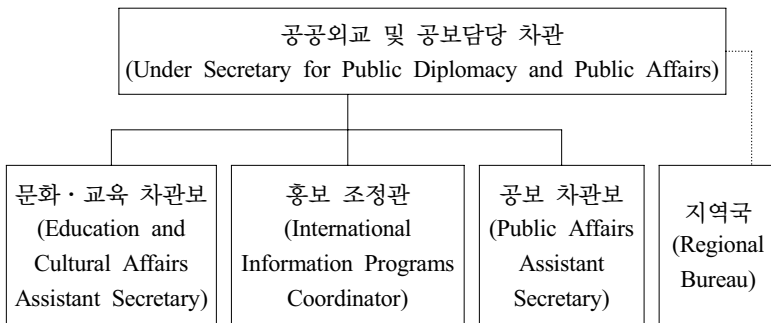 공공외교 및 공보담당 차관
(Under Secretary for Public Diplomacy and Public Affairs)
문화·교육 차관보
(Education and
Cultural Affairs
Assistant Secretary)
홍보 조정관
(International
Information Programs
Coordinator)
공보 차관보
(Public Affairs
Assistant
Secretary)
지역국
(Regional
Bureau)